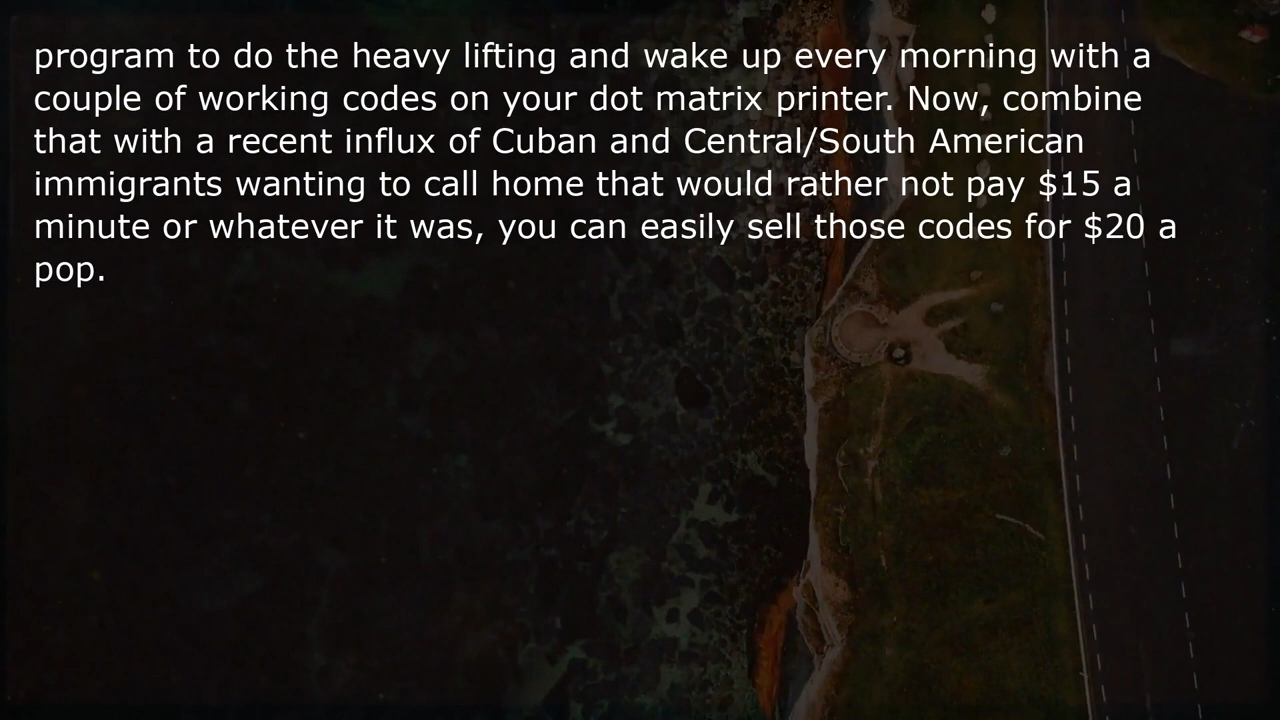 program to do the heavy lifting and wake up every morning with a
couple of working codes on your dot matrix printer. Now, combine
that with a recent influx of Cuban and Central/South American
immigrants wanting to call home that would rather not pay $15 a
minute or whatever it was, you can easily sell those codes for $20 a
pop.